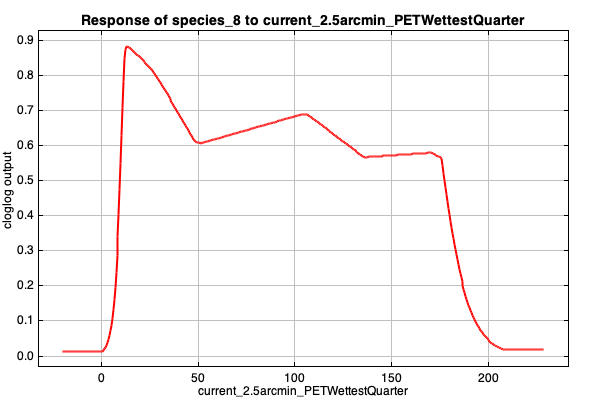 Response of species_8 to current_2.5arcmin_PETWettestQuarter
0.9
0.8
0.7
0.6
0.5
0.4
0.3
0.2
0.1
0.0
cloglog output
0 50 100 150 200
current_2.5arcmin_PETWettestQuarter